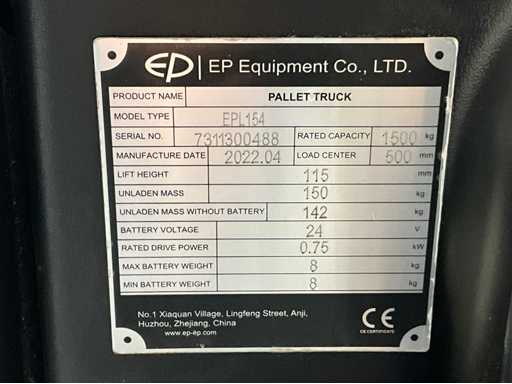 EP | EP Equipment Co., LTD.
PRODUCT NAME PALLET TRUCK
MODEL TYPE EPL154
SERIAL NO. 7311300488 RATED CAPACITY 1500 kg
MANUFACTURE DATE 2022.04 LOAD CENTER 500 mm
LIFT HEIGHT 115 mm
UNLADEN MASS 150 kg
UNLADEN MASS WITHOUT BATTERY 142 kg
BATTERY VOLTAGE 24 V
RATED DRIVE POWER 0.75 kW
MAX BATTERY WEIGHT 8 kg
MIN BATTERY WEIGHT 8 kg
No.1 Xiaquan Village, Lingfeng Street, Anji,
Huzhou, Zhejiang, China
www.ep-ep.com
CE
CE CERTIFICATE